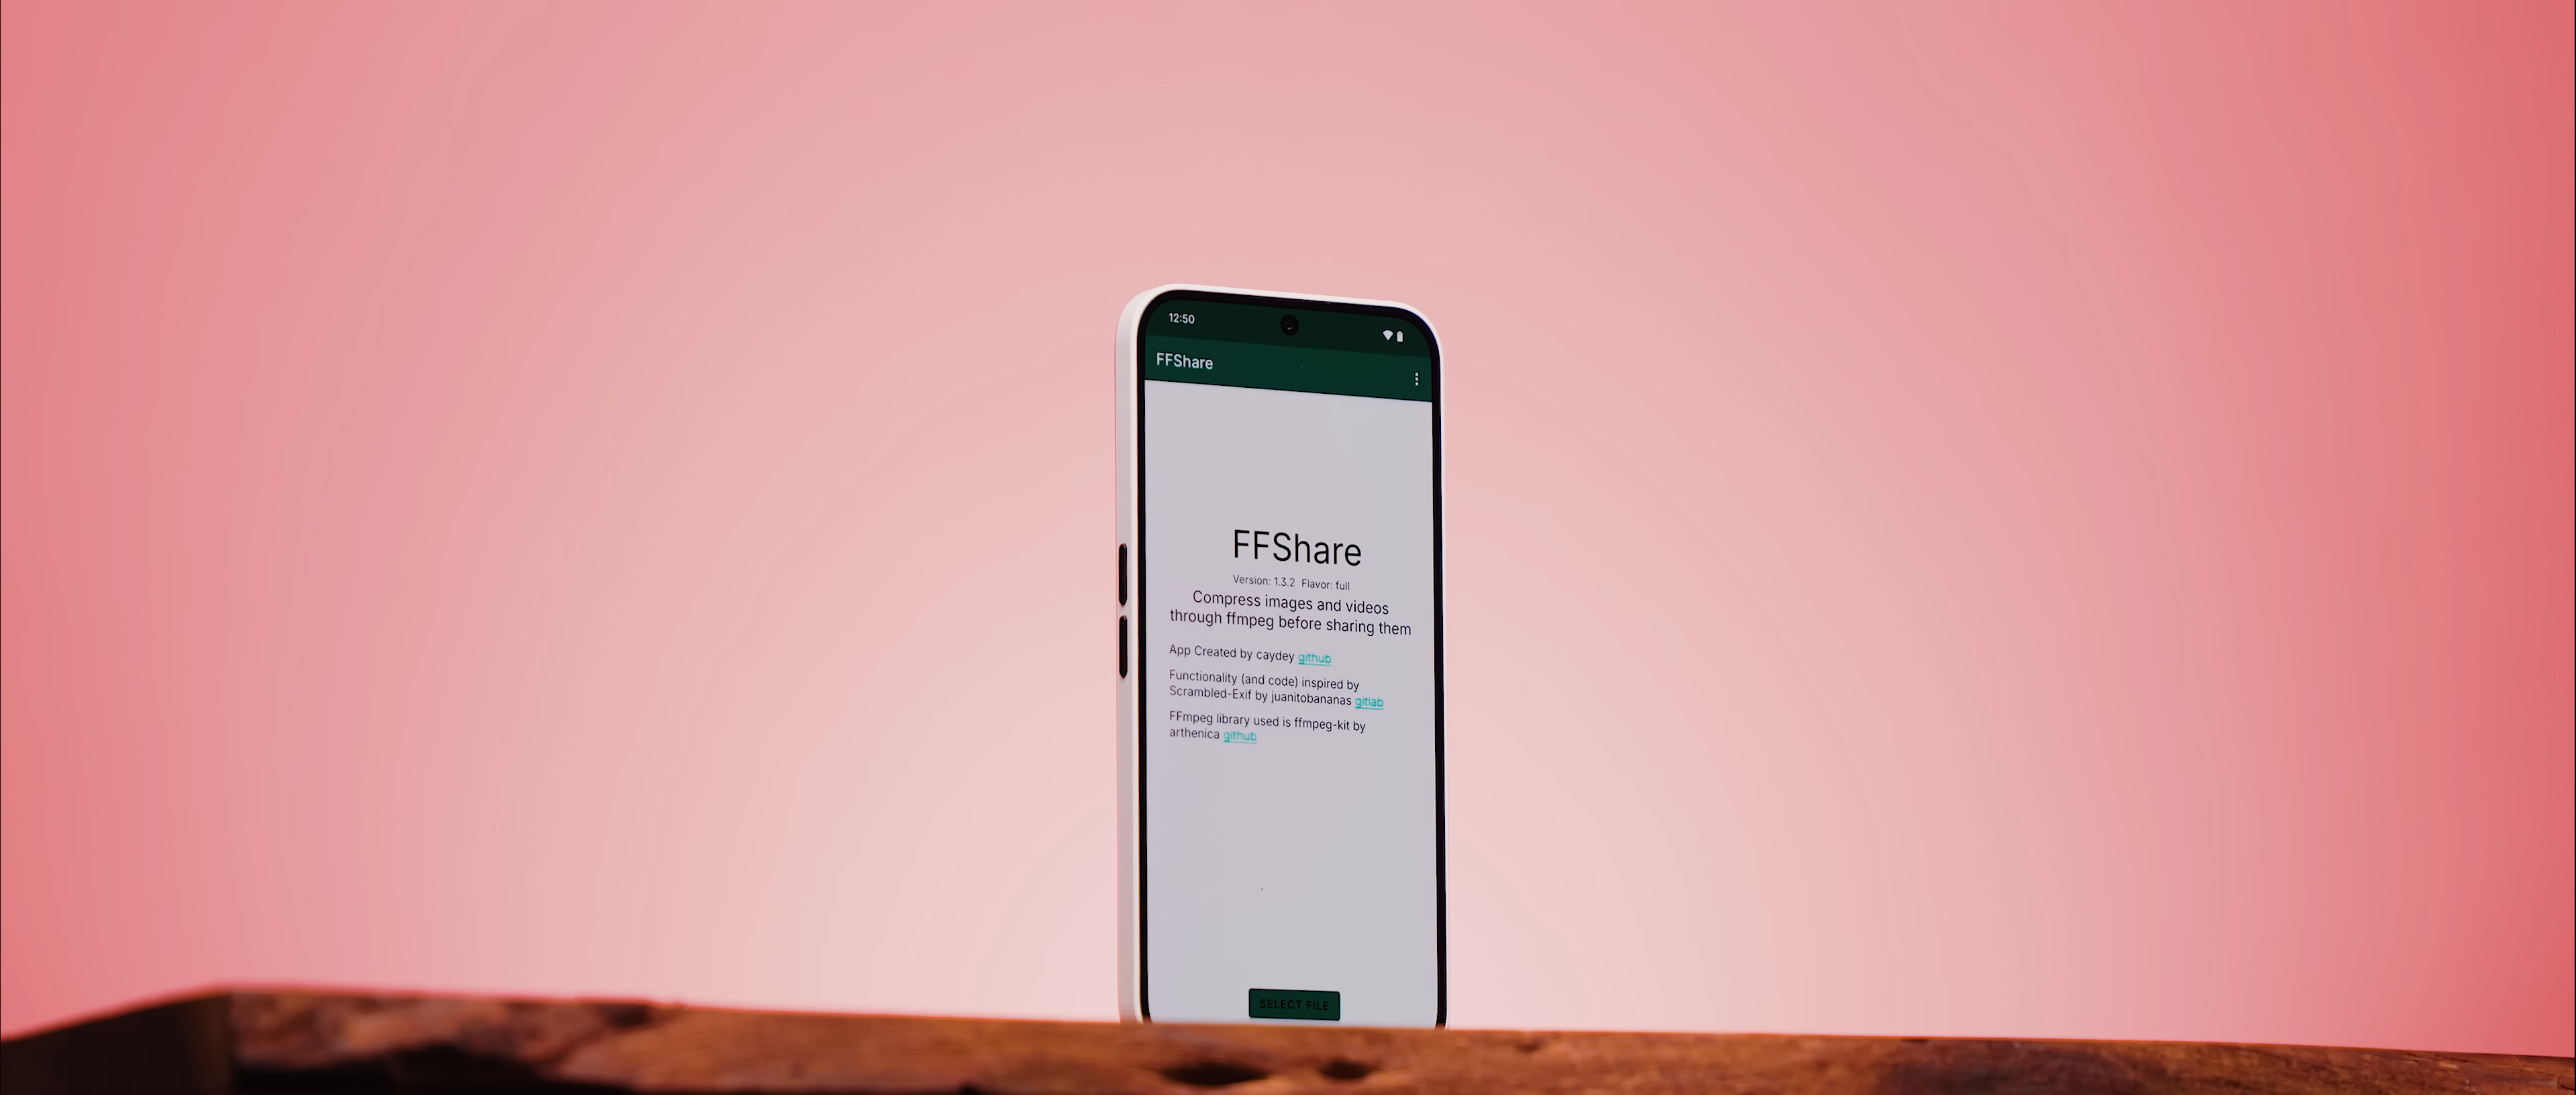 12:50
FFShare
FFShare
Version: 1.3.2 Flavor: full
Compress images and videos
through ffmpeg before sharing them
App Created by caydey github
Functionality (and code) inspired by
Scrambled-Exif by juanitobananas gitlab
FFmpeg library used is ffmpeg-kit by
arthenica github
SELECT FILE